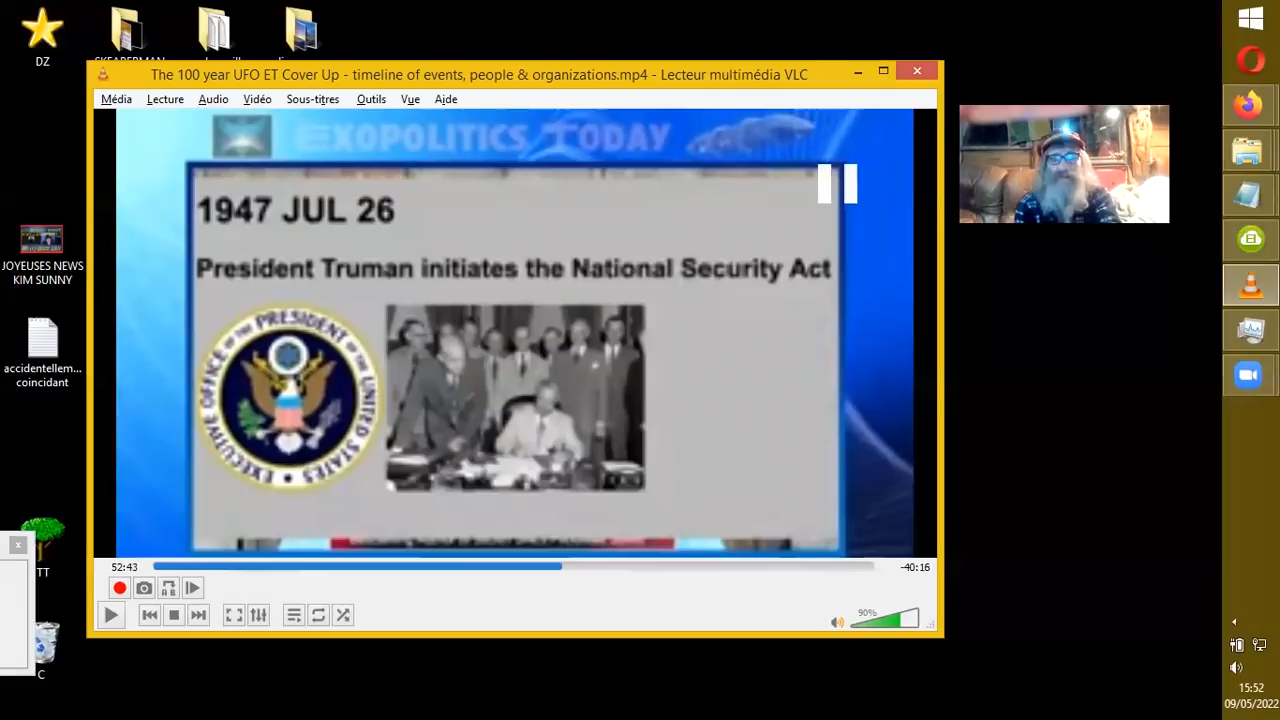 DZ
The 100 year UFO ET Cover Up - timeline of events, people & organizations.mp4 - Lecteur multimédia VLC
Média Lecture Audio Vidéo Sous-titres Outils Vue Aide
EXOPOLITICS TODAY
1947 JUL 26
President Truman initiates the National Security Act
EXECUTIVE OFFICE OF THE PRESIDENT OF THE UNITED STATES
JOYEUSES NEWS
KIM SUNNY
accidentellem...
coincidant
TT
C
52:43
-40:16
90%
15:52
09/05/2022